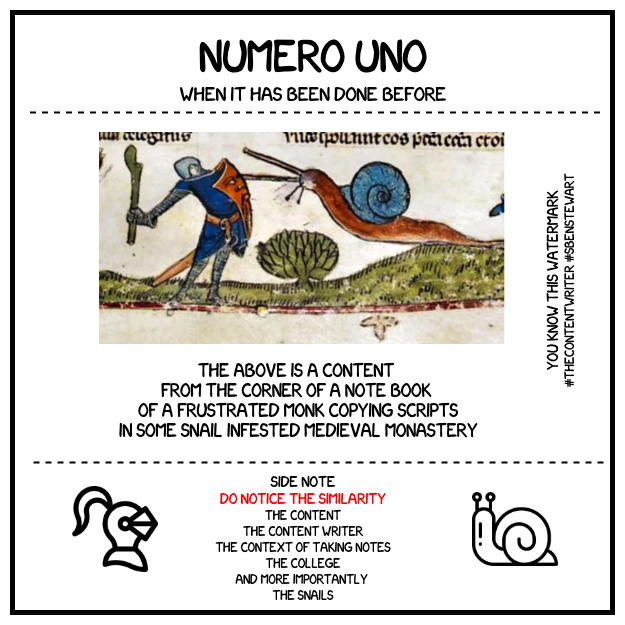 NUMERO UNO
WHEN IT HAS BEEN DONE BEFORE
YOU KNOW THIS WATERMARK
#THECONTENTWRITER #SBENSTEWART
THE ABOVE IS A CONTENT
FROM THE CORNER OF A NOTE BOOK
OF A FRUSTRATED MONK COPYING SCRIPTS
IN SOME SNAIL INFESTED MEDIEVAL MONASTERY
SIDE NOTE
DO NOTICE THE SIMILARITY
THE CONTENT
THE CONTENT WRITER
THE CONTEXT OF TAKING NOTES
THE COLLEGE
AND MORE IMPORTANTLY
THE SNAILS